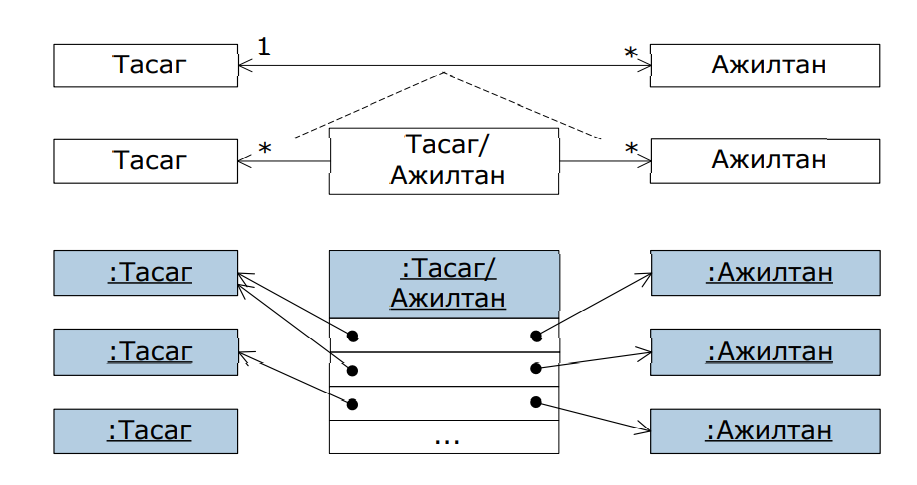 1
*
Тасаг
Ажилтан
*
Тасаг/
*
Тасаг
Ажилтан
Ажилтан
:Тасаг
:Тасаг/
Ажилтан
:Ажилтан
:Тасаг
:Ажилтан
:Тасаг
:Ажилтан
...